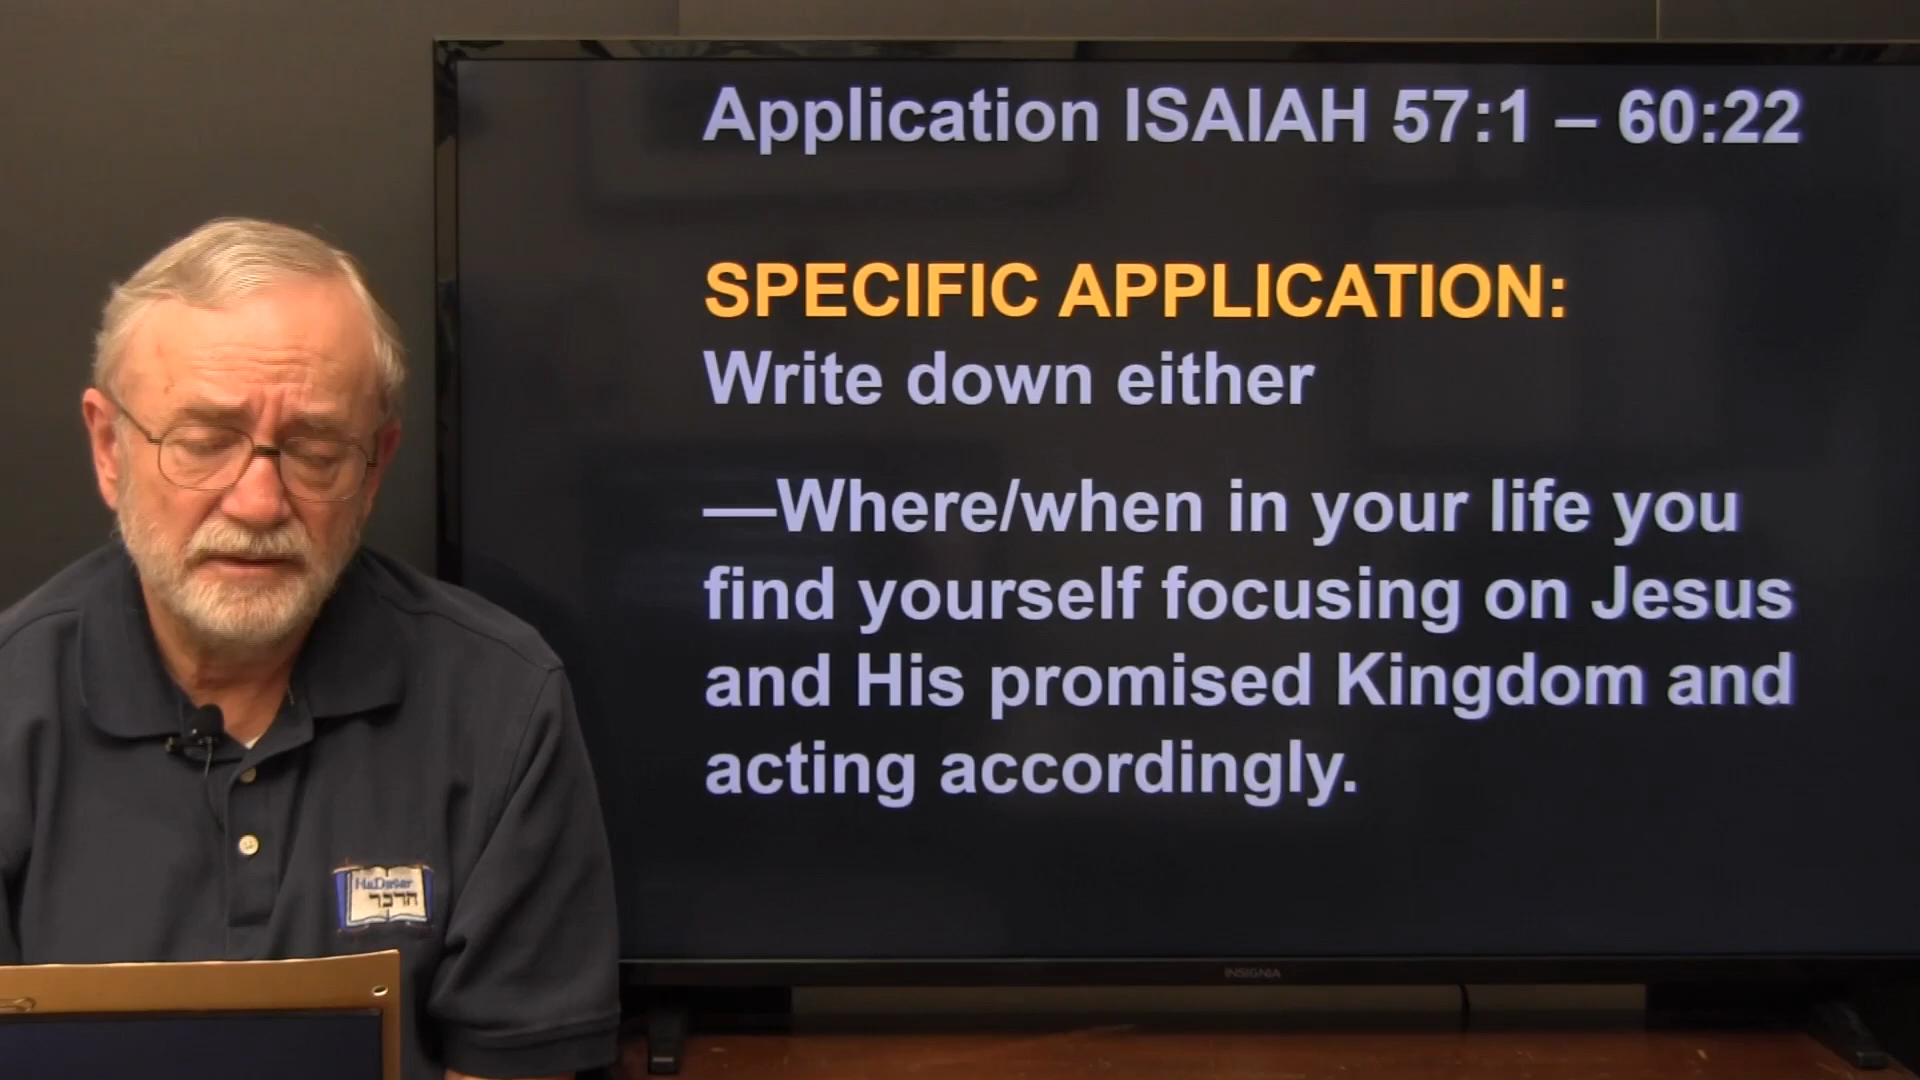 Application ISAIAH 57:1 – 60:22
SPECIFIC APPLICATION:
Write down either
—Where/when in your life you
find yourself focusing on Jesus
and His promised Kingdom and
acting accordingly.
HaDavar
הדבר
INSIGNIA